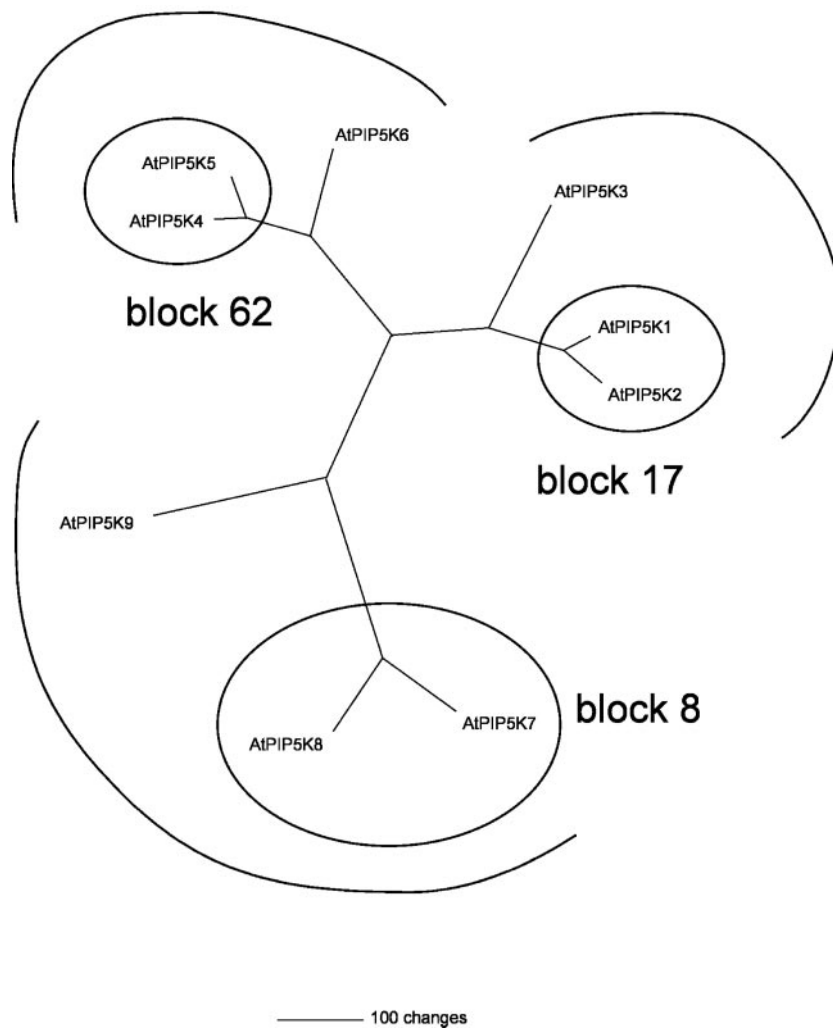 AtPIP5K6
AtPIP5K5
AtPIP5K3
AtPIP5K4
block 62
AtPIP5K1
AtPIP5K2
block 17
AtPIP5K9
block 8
AtPIP5K7
AtPIP5K8
100 changes